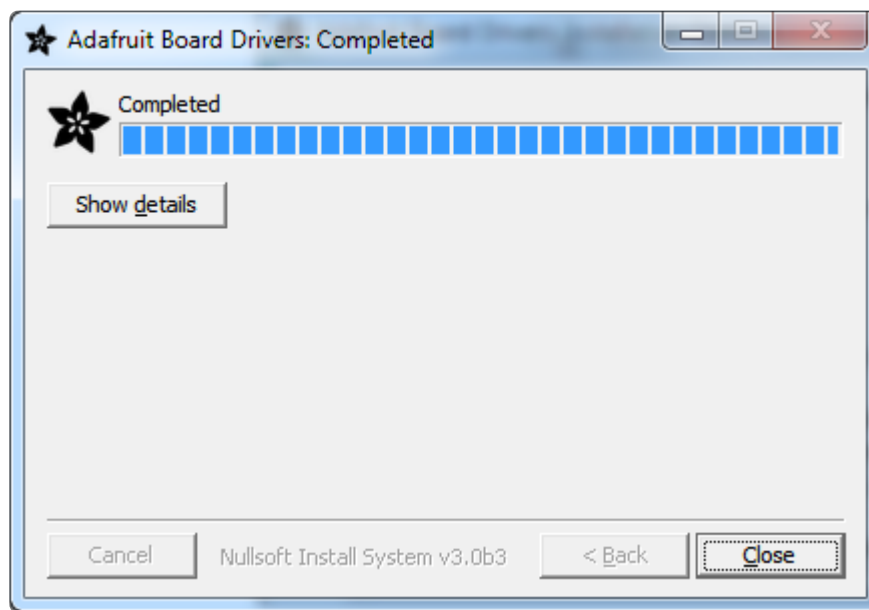 Adafruit Board Drivers: Completed
Completed
Show details
Cancel
Nullsoft Install System v3.0b3
< Back
Close